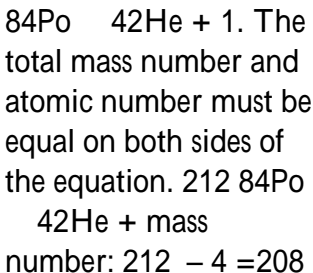 84Po 42He + 1. The
total mass number and
atomic number must be
equal on both sides of
the equation. 212 84Po
42He + mass
number: 212 – 4 =208